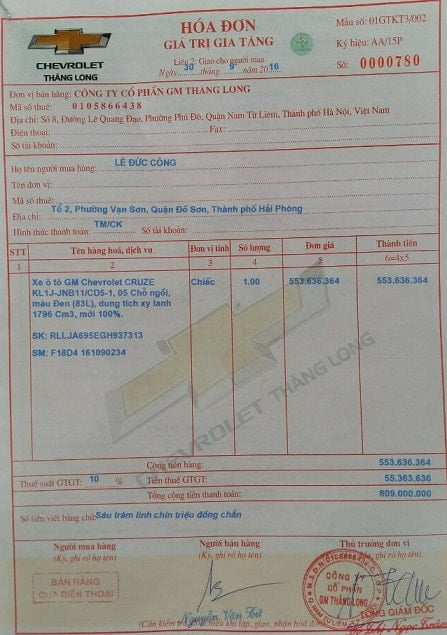 CHEVROLET
THĂNG LONG
HÓA ĐƠN
GIÁ TRỊ GIA TĂNG
Liên 2: Giao cho người mua
Ngày 30 tháng 9 năm 2016
Mẫu số: 01GTKT3/002
Ký hiệu: AA/15P
Số: 0000780
Đơn vị bán hàng: CÔNG TY CỔ PHẦN GM THĂNG LONG
Mã số thuế: 0105866438
Địa chỉ: Số 8, Đường Lê Quang Đạo, Phường Phú Đô, Quận Nam Từ Liêm, Thành phố Hà Nội, Việt Nam
Điện thoại: Fax:
Số tài khoản:
Họ tên người mua hàng: LÊ ĐỨC CÔNG
Tên đơn vị:
Mã số thuế:
Địa chỉ: Tổ 2, Phường Vạn Sơn, Quận Đồ Sơn, Thành phố Hải Phòng
Hình thức thanh toán: TM/CK Số tài khoản:
STT Tên hàng hoá, dịch vụ Đơn vị tính Số lượng Đơn giá Thành tiền
1 2 3 4 5 6=4x5
Xe ô tô GM Chevrolet CRUZE Chiếc 1.00 553.636.364 553.636.364
KL1J-JNB11/CD5-1, 05 Chỗ ngồi,
màu Đen (83L), dung tích xy lanh
1796 Cm3, mới 100%.
SK: RLLJA695EGH937313
SM: F18D4 161090234
CHEVROLET THĂNG LONG
Cộng tiền hàng: 553.636.364
Thuế suất GTGT: 10 % Tiền thuế GTGT: 55.363.636
Tổng cộng tiền thanh toán: 609.000.000
Số tiền viết bằng chữ: Sáu trăm linh chín triệu đồng chẵn
Người mua hàng Người bán hàng Thủ trưởng đơn vị
(Ký, ghi rõ họ tên) (Ký, ghi rõ họ tên)
BÁN HÀNG
QUA ĐIỆN THOẠI
CÔNG TY
CỔ PHẦN
GM THĂNG LONG
TỔNG GIÁM ĐỐC
Nguyễn Văn
(Cần kiểm tra khi lập, giao, nhận hoá đơn)